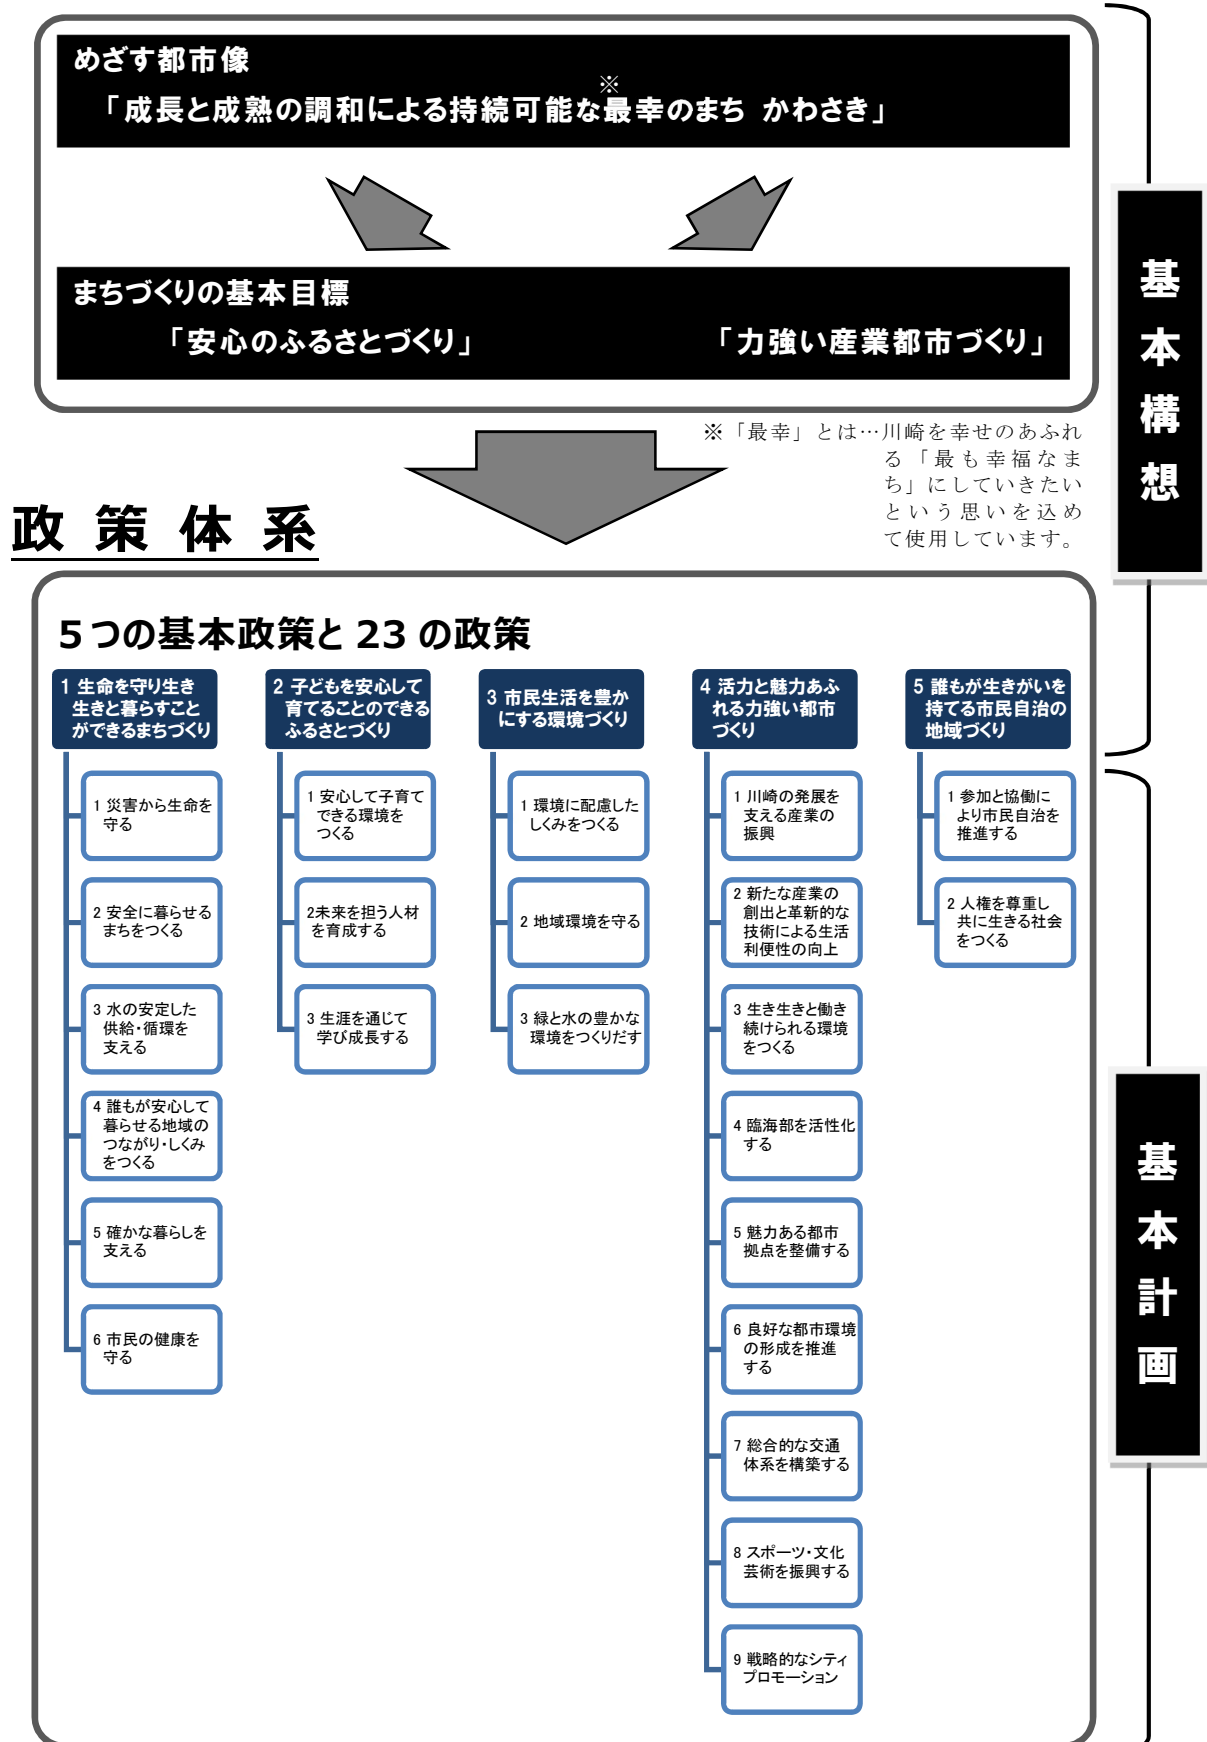 めざす都市像
※
「成長と成熟の調和による持続可能な最幸のまち かわさき」
まちづくりの基本目標
「安心のふるさとづくり」 「力強い産業都市づくり」
基本構想
※「最幸」とは…川崎を幸せのあふれ
る「最も幸福なま
ち」にしていきたい
という思いを込め
て使用しています。
政策体系
5つの基本政策と23の政策
1 生命を守り生き
生きと暮らすこと
ができるまちづくり
1 災害から生命を
守る
2 安全に暮らせる
まちをつくる
3 水の安定した
供給・循環を
支える
4 誰もが安心して
暮らせる地域の
つながり・しくみ
をつくる
5 確かな暮らしを
支える
6 市民の健康を
守る
2 子どもを安心して
育てることのできる
ふるさとづくり
1 安心して子育て
できる環境を
つくる
2未来を担う人材
を育成する
3 生涯を通じて
学び成長する
3 市民生活を豊か
にする環境づくり
1 環境に配慮した
しくみをつくる
2 地域環境を守る
3 緑と水の豊かな
環境をつくりだす
4 活力と魅力あふ
れる力強い都市
づくり
1 川崎の発展を
支える産業の
振興
2 新たな産業の
創出と革新的な
技術による生活
利便性の向上
3 生き生きと働き
続けられる環境
をつくる
4 臨海部を活性化
する
5 魅力ある都市
拠点を整備する
6 良好な都市環境
の形成を推進
する
7 総合的な交通
体系を構築する
8 スポーツ・文化
芸術を振興する
9 戦略的なシティ
プロモーション
5 誰もが生きがいを
持てる市民自治の
地域づくり
1 参加と協働に
より市民自治を
推進する
2 人権を尊重し
共に生きる社会
をつくる
基本計画